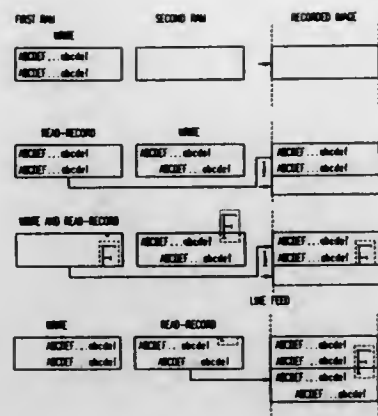 FIRST RAM SECOND RAM RECORDED IMAGE
WRITE
ABCDEF...abcdef
ABCDEF...abcdef
READ-RECORD WRITE
ABCDEF...abcdef ABCDEF...abcdef ABCDEF...abcdef
ABCDEF...abcdef ABCDEF...abcdef ABCDEF...abcdef
WRITE AND READ-RECORD
ABCDEF...abcdef ABCDEF...abcdef
ABCDEF...abcdef ABCDEF...abcdef
LINE FEED
WRITE READ-RECORD
ABCDEF...abcdef ABCDEF...abcdef ABCDEF...abcdef
ABCDEF...abcdef ABCDEF...abcdef ABCDEF...abcdef
ABCDEF...abcdef
ABCDEF...abcdef